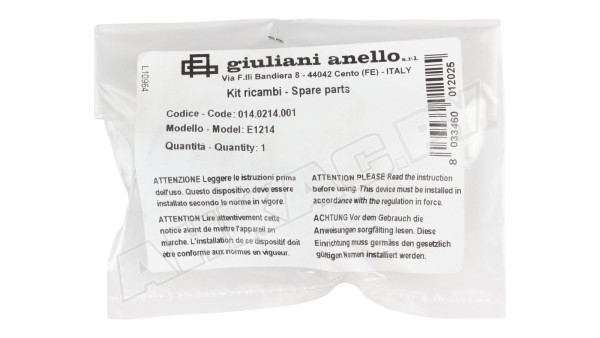 giuliani anello s.r.l.
Via F.lli Bandiera 8 - 44042 Cento (FE) - ITALY
Kit ricambi - Spare parts
L10964
Codice - Code: 014.0214.001
Modello - Model: E1214
Quantità - Quantity: 1
8 033460 012025
ATTENZIONE Leggere le istruzioni prima
dell'uso. Questo dispositivo deve essere
installato secondo le norme in vigore.
ATTENTION Lire attentivement cette
notice avant de mettre l'appareil en
marche. L'installation de ce dispositif doit
être conforme aux normes en vigueur.
ATTENTION PLEASE Read the instruction
before using. This device must be installed in
accordance with the regulation in force.
ACHTUNG Vor dem Gebrauch die
Anweisungen sorgfälting lesen. Diese
Einrichtung muss germäss den gesetzlich
gültigen Normen installiert werden.